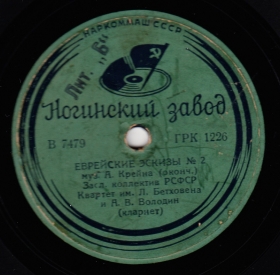 НАРКОММАШ СССР
Лит. "Б"
Ногинский завод
В 7479
ГРК 1226
ЕВРЕЙСКИЕ ЭСКИЗЫ № 2
муз. А. Крейна (оконч.)
Засл. коллектив РСФСР
Квартет им. Л. Бетховена
и А. В. Володин
(кларнет)